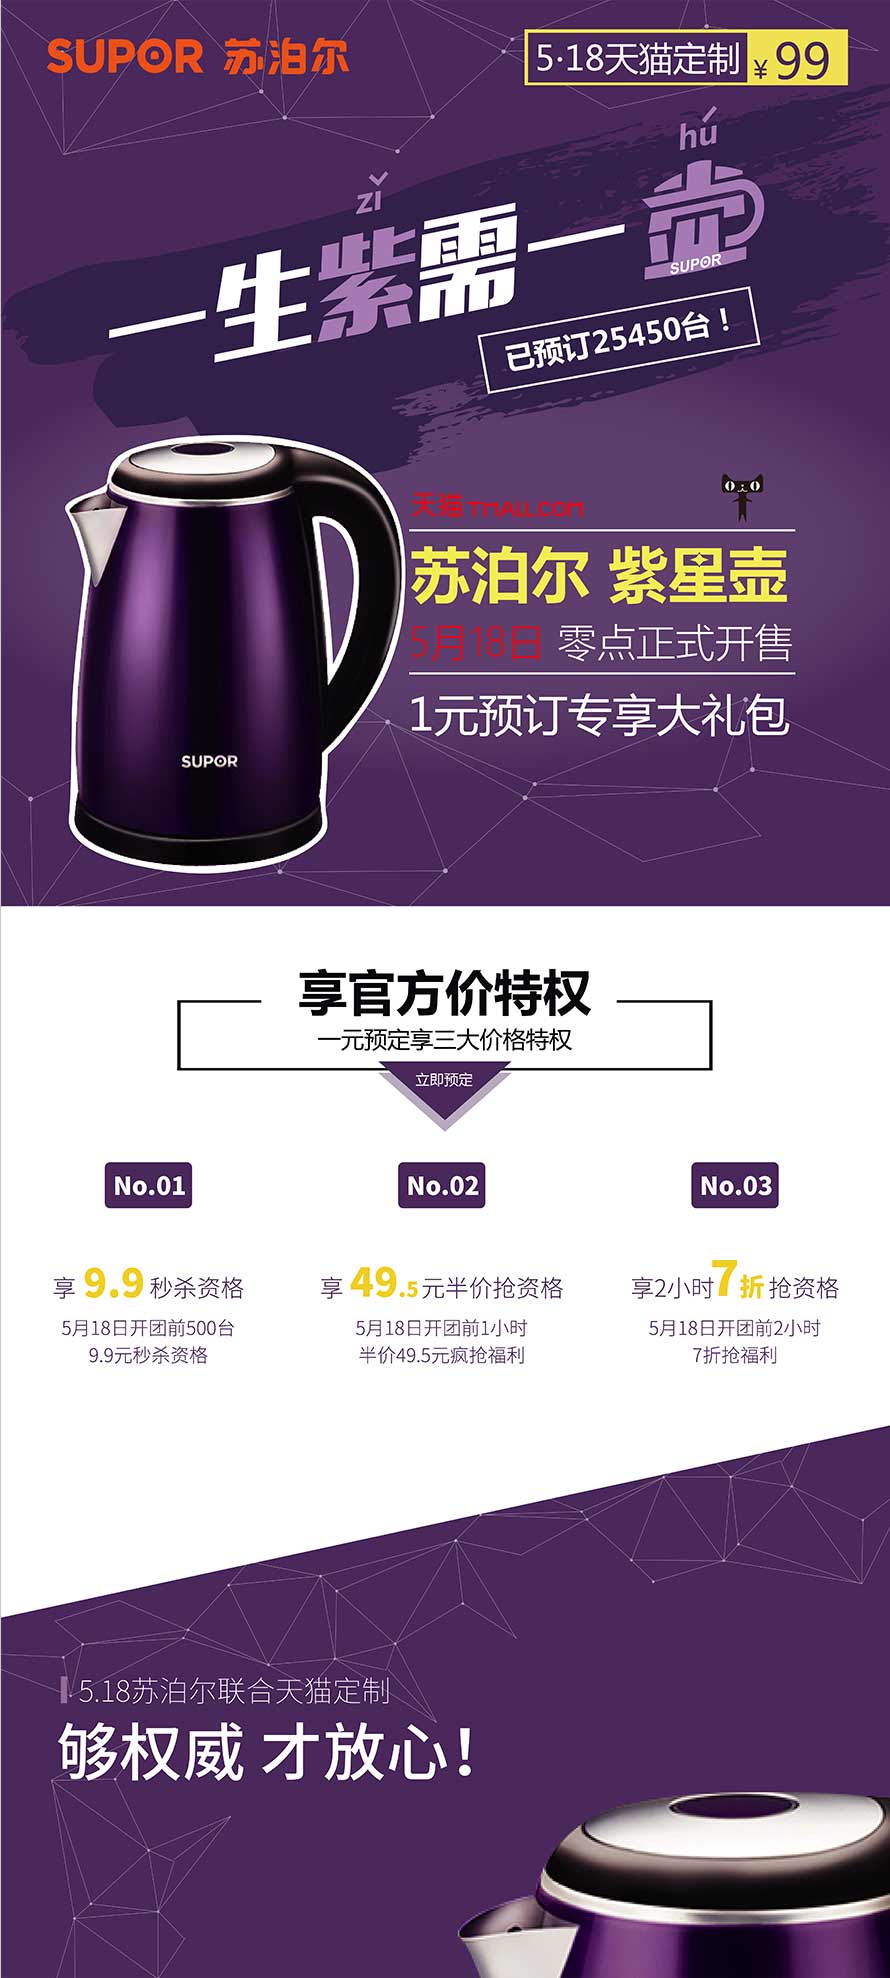 SUPOR 苏泊尔
5·18天猫定制 ¥99
zǐ
hú
一生紫需一壶
SUPOR
已预订25450台！
天猫 TMALL.COM
苏泊尔 紫星壶
5月18日 零点正式开售
1元预订专享大礼包
SUPOR
享官方价特权
一元预定享三大价格特权
立即预定
No.01
享 9.9 秒杀资格
5月18日开团前500台
9.9元秒杀资格
No.02
享 49.5 元半价抢资格
5月18日开团前1小时
半价49.5元疯抢福利
No.03
享2小时7折 抢资格
5月18日开团前2小时
7折抢福利
5.18苏泊尔联合天猫定制
够权威 才放心！